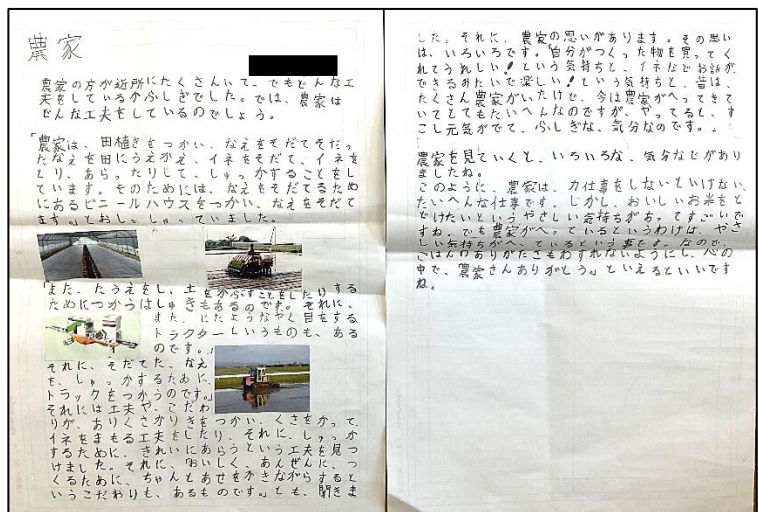 農家
農家の方が近所にたくさんいて、でもどんな工
夫をしているかふしぎでした。では、農家は
どんな工夫をしているのでしょう。
「農家は、田植きをつかい、なえをそだてそだっ
たなえを田にうえかえ、イネをそだて、イネを
とり、あらったりして、しゅっかすることをし
ています。そのためには、なえをそだてるため
にあるビニールハウスをつかい、なえをそだて
ます。」とおしっしゃっていました。
「また、たうえをし、土をかぶすことをしたりする
ためにつかうはしゅきもあるのです。それに、
また、にたようなやく目をする
トラクターというものも、ある
のです。」
それに、そだてた、なえ
を、しゅっかするために、
トラックをつかうのです。」
それには工夫や、こだわ
りが、ありくさかりきをつかい、くさをかって、
イネをまもる工夫をしたり、それに、しゅっか
するために、きれいにあらうという工夫を見つ
けました。それに、おいしく、あんぜんに、つ
くるために、ちゃんとあせをかきながらすると
いうこだわりも、あるものです。」とも、聞きま
した。それに、農家の思いがあります。その思い
は、いろいろです。「自分がつくった物を買ってく
れてうれしい!という気持ちと、イネなどお話が
できるみたいで楽しい!という気持ちと、昔は、
たくさん農家がいたけど、今は農家がへってきて
いてとてもたいへんなのですが、やってると、す
こし元気がでて、ふしぎな、気分なのです。」
農家を見ていくと、いろいろな、気分などがあり
ましたね。
このように、農家は、力仕事をしないといけない、
たいへんな仕事です。しかし、おいしいお米をと
どけたいというやさしい気持ちがあってすごいで
すね。でも農家がへっているというわけは、やさ
しい気持ちがへっているという事です。なので、
ごはんのありがたさもわすれないようにし、心の
中で、農家さんありがとう。」といえるといいです
ね。